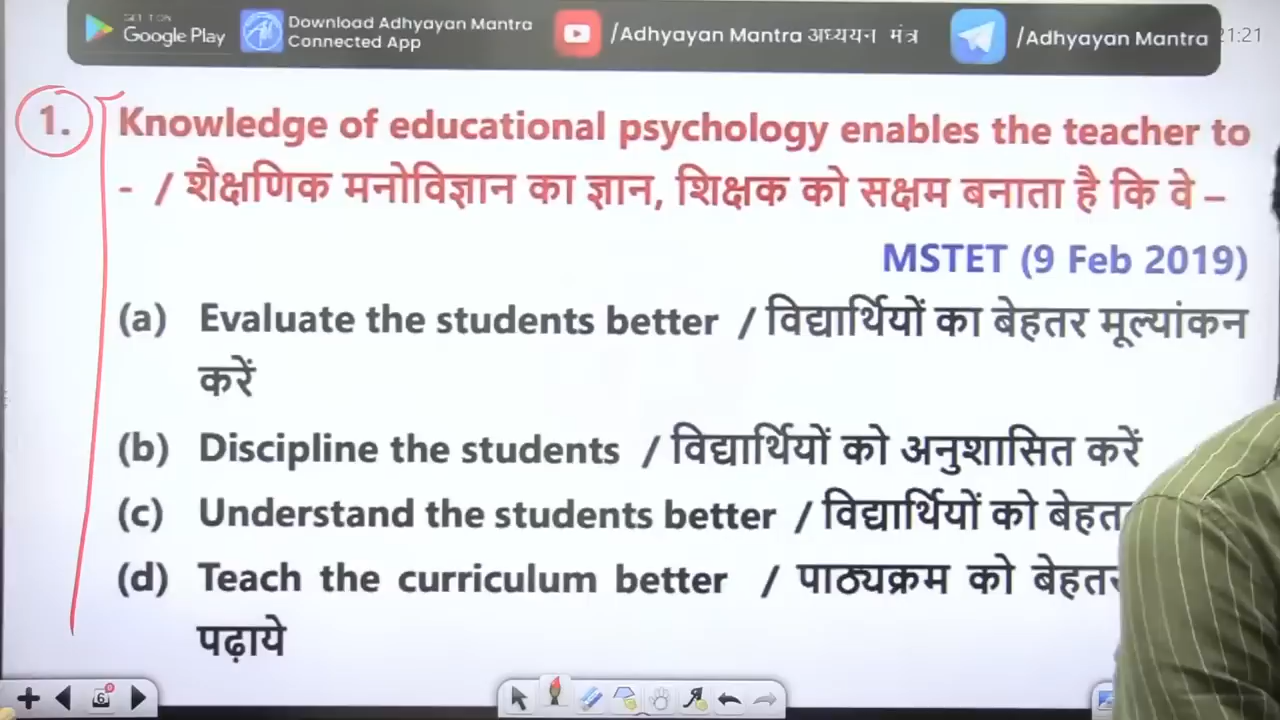 GET IT ON
Google Play
Download Adhyayan Mantra
Connected App
/Adhyayan Mantra अध्ययन मंत्र
/Adhyayan Mantra
21:21
1. Knowledge of educational psychology enables the teacher to
- / शैक्षणिक मनोविज्ञान का ज्ञान, शिक्षक को सक्षम बनाता है कि वे –
MSTET (9 Feb 2019)
(a) Evaluate the students better / विद्यार्थियों का बेहतर मूल्यांकन
करें
(b) Discipline the students / विद्यार्थियों को अनुशासित करें
(c) Understand the students better / विद्यार्थियों को
(d) Teach the curriculum better / पाठ्यक्रम को
पढ़ाये
6